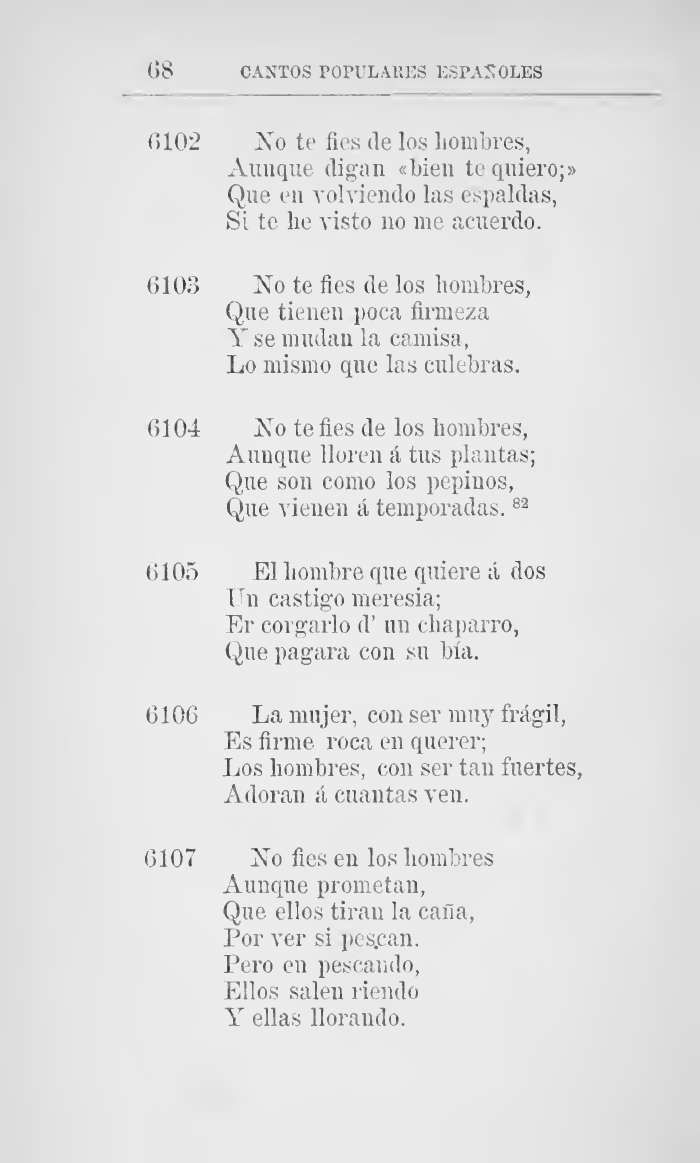 68 CANTOS POPULARES ESPAÑOLES
6102 No te fies de los hombres,
Aunque digan «bien te quiero;»
Que en volviendo las espaldas,
Si te he visto no me acuerdo.
6103 No te fies de los hombres,
Que tienen poca firmeza
Y se mudan la camisa,
Lo mismo que las culebras.
6104 No te fies de los hombres,
Aunque lloren á tus plantas;
Que son como los pepinos,
Que vienen á temporadas. 82
6105 El hombre que quiere á dos
Un castigo meresia;
Er corgarlo d' un chaparro,
Que pagara con su bía.
6106 La mujer, con ser muy frágil,
Es firme roca en querer;
Los hombres, con ser tan fuertes,
Adoran á cuantas ven.
6107 No fies en los hombres
Aunque prometan,
Que ellos tiran la caña,
Por ver si pescan.
Pero en pescando,
Ellos salen riendo
Y ellas llorando.